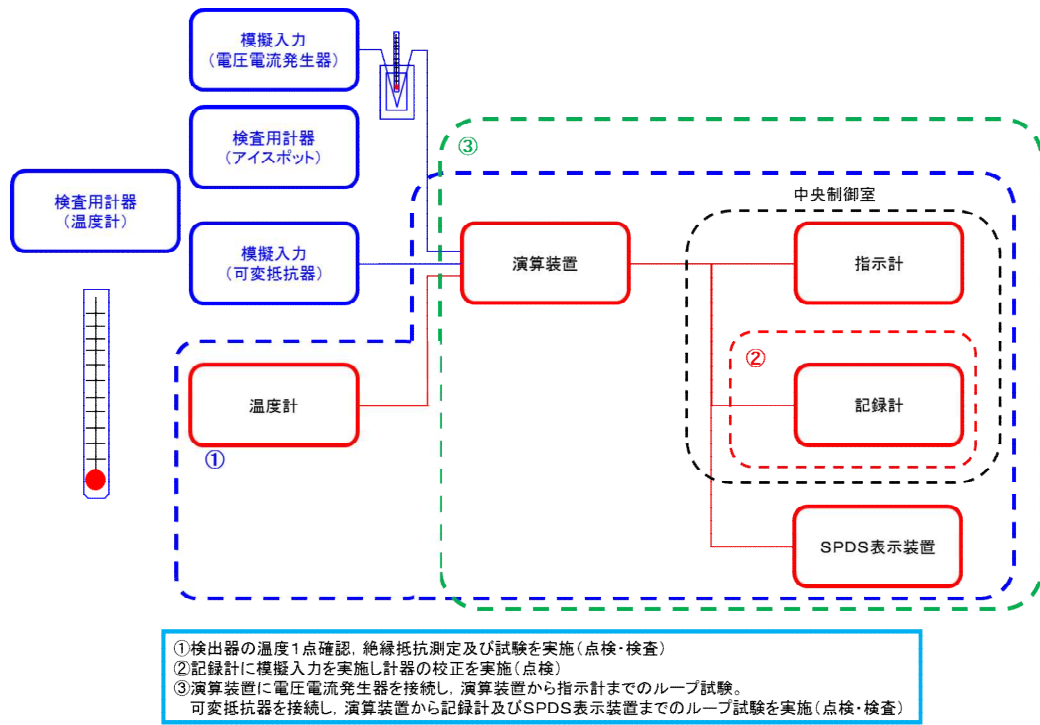 模擬入力
（電圧電流発生器）
検査用計器
（アイスポット）
検査用計器
（温度計）
模擬入力
（可変抵抗器）
③
中央制御室
演算装置
指示計
②
記録計
温度計
①
SPDS表示装置
①検出器の温度１点確認，絶縁抵抗測定及び試験を実施（点検・検査）
②記録計に模擬入力を実施し計器の校正を実施（点検）
③演算装置に電圧電流発生器を接続し，演算装置から指示計までのループ試験。
可変抵抗器を接続し，演算装置から記録計及びSPDS表示装置までのループ試験を実施（点検・検査）